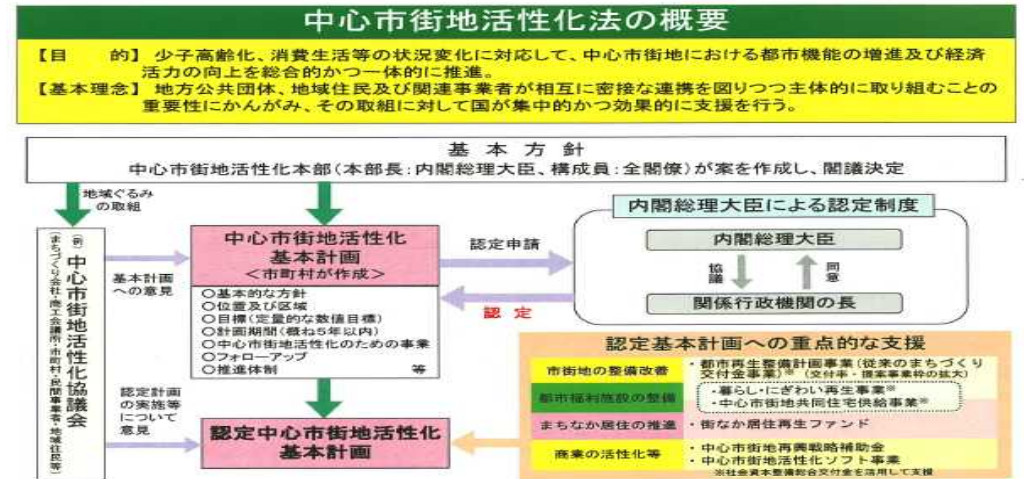 中心市街地活性化法の概要
【目　　的】 少子高齢化、消費生活等の状況変化に対応して、中心市街地における都市機能の増進及び経済
活力の向上を総合的かつ一体的に推進。
【基本理念】 地方公共団体、地域住民及び関連事業者が相互に密接な連携を図りつつ主体的に取り組むことの
重要性にかんがみ、その取組に対して国が集中的かつ効果的に支援を行う。
基 本 方 針
中心市街地活性化本部（本部長：内閣総理大臣、構成員：全閣僚）が案を作成し、閣議決定
地域ぐるみ
の取組
中心市街地活性化協議会
（例）
（まちづくり会社・商工会議所・市町村・民間事業者・地域住民等）
基本計画
への意見
中心市街地活性化
基本計画
＜市町村が作成＞
○基本的な方針
○位置及び区域
○目標（定量的な数値目標）
○計画期間（概ね5年以内）
○中心市街地活性化のための事業
○フォローアップ
○推進体制　　　　　　　等
認定申請
認 定
内閣総理大臣による認定制度
内閣総理大臣
協議
同意
関係行政機関の長
認定計画
の実施等
について
意見
認定中心市街地活性化
基本計画
認定基本計画への重点的な支援
市街地の整備改善
・都市再生整備計画事業（従来のまちづくり
交付金事業）※ （交付率・提案事業枠の拡大）
都市福利施設の整備
・暮らし・にぎわい再生事業※
・中心市街地共同住宅供給事業※
まちなか居住の推進
・街なか居住再生ファンド
商業の活性化等
・中心市街地再興戦略補助金
・中心市街地活性化ソフト事業
※社会資本整備総合交付金を活用して支援